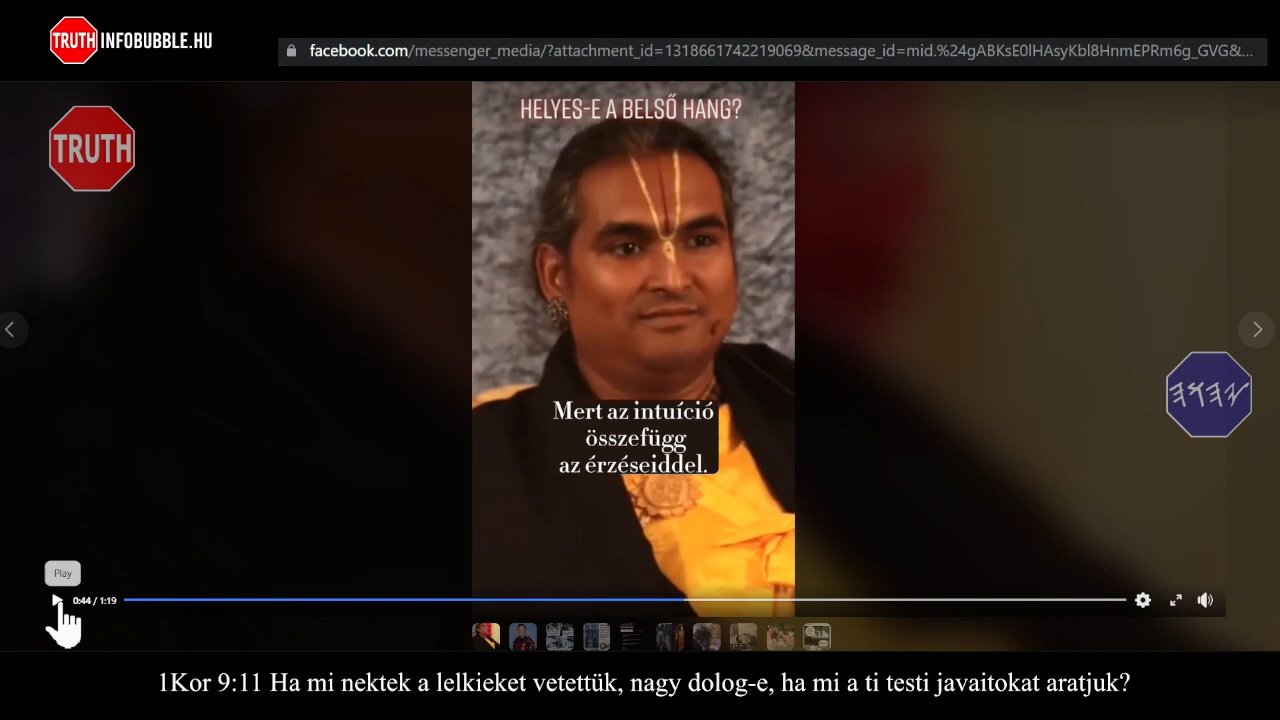 TRUTH INFOBUBBLE.HU
facebook.com/messenger_media/?attachment_id=1318661742219069&message_id=mid.%24gABKsE0lHAsyKbl8HnmEPRm6g_GVG&...
HELYES-E A BELSŐ HANG?
TRUTH
Mert az intuíció
összefügg
az érzéseiddel.
𐤉𐤄𐤅𐤄
Play
0:44 / 1:19
1Kor 9:11 Ha mi nektek a lelkieket vetettük, nagy dolog-e, ha mi a ti testi javaitokat aratjuk?